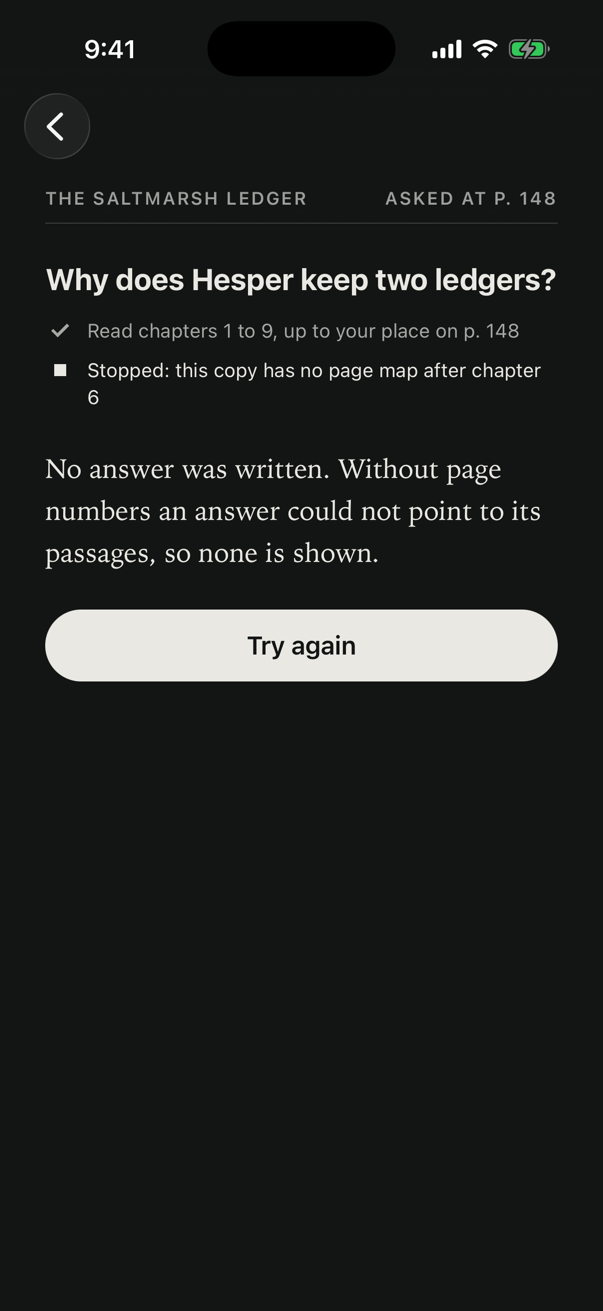 9:41
THE SALTMARSH LEDGER ASKED AT P. 148
Why does Hesper keep two ledgers?
Read chapters 1 to 9, up to your place on p. 148
Stopped: this copy has no page map after chapter
6
No answer was written. Without page
numbers an answer could not point to its
passages, so none is shown.
Try again